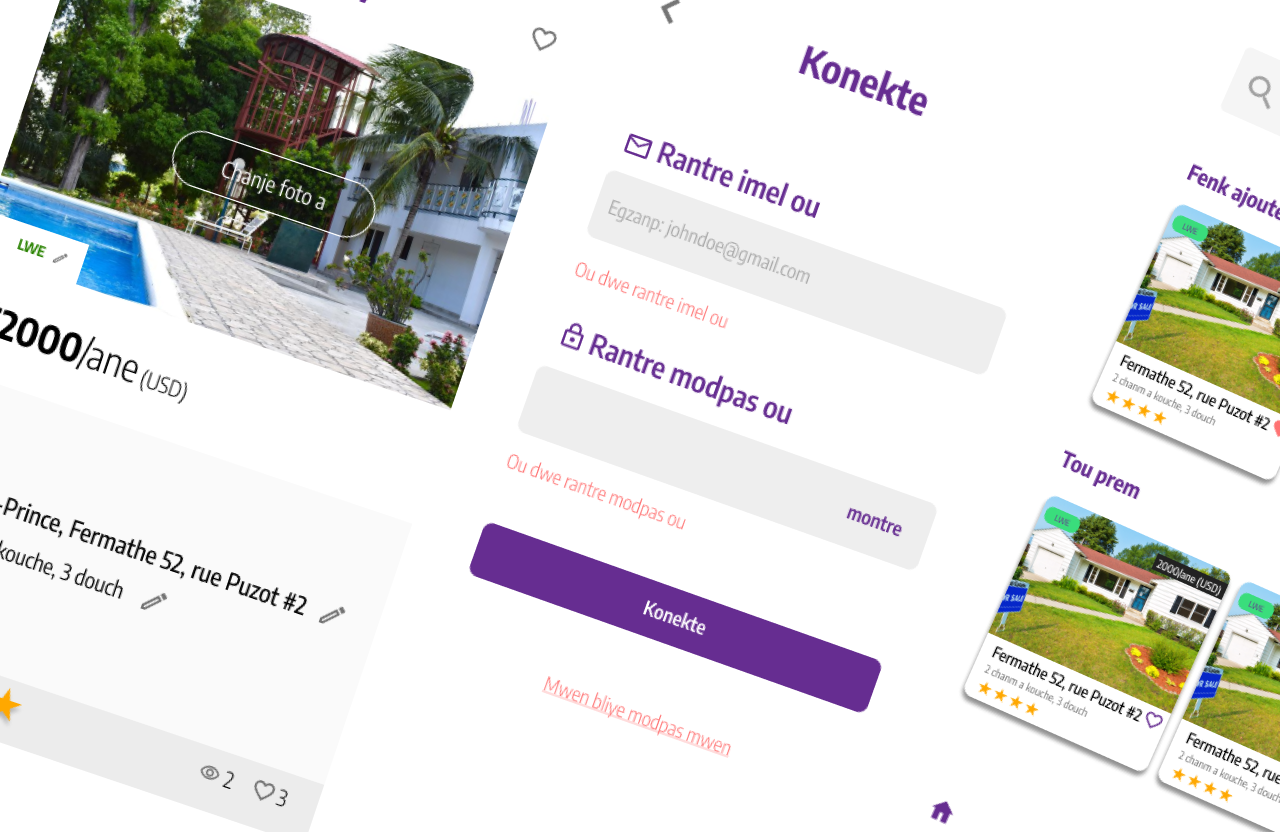 Chanje foto a
LWE
2000/ane (USD)
-Prince, Fermathe 52, rue Puzot #2
kouche, 3 douch
2
3
Konekte
Rantre imel ou
Egzanp: johndoe@gmail.com
Ou dwe rantre imel ou
Rantre modpas ou
montre
Ou dwe rantre modpas ou
Konekte
Mwen bliye modpas mwen
Fenk ajoute
LWE
Fermathe 52, rue Puzot #2
2 chanm a kouche, 3 douch
Tou prem
LWE
2000/ane (USD)
R SALE
Fermathe 52, rue Puzot #2
2 chanm a kouche, 3 douch
LWE
R SALE
Fermathe 52, rue
2 chanm a kouche, 3 douch